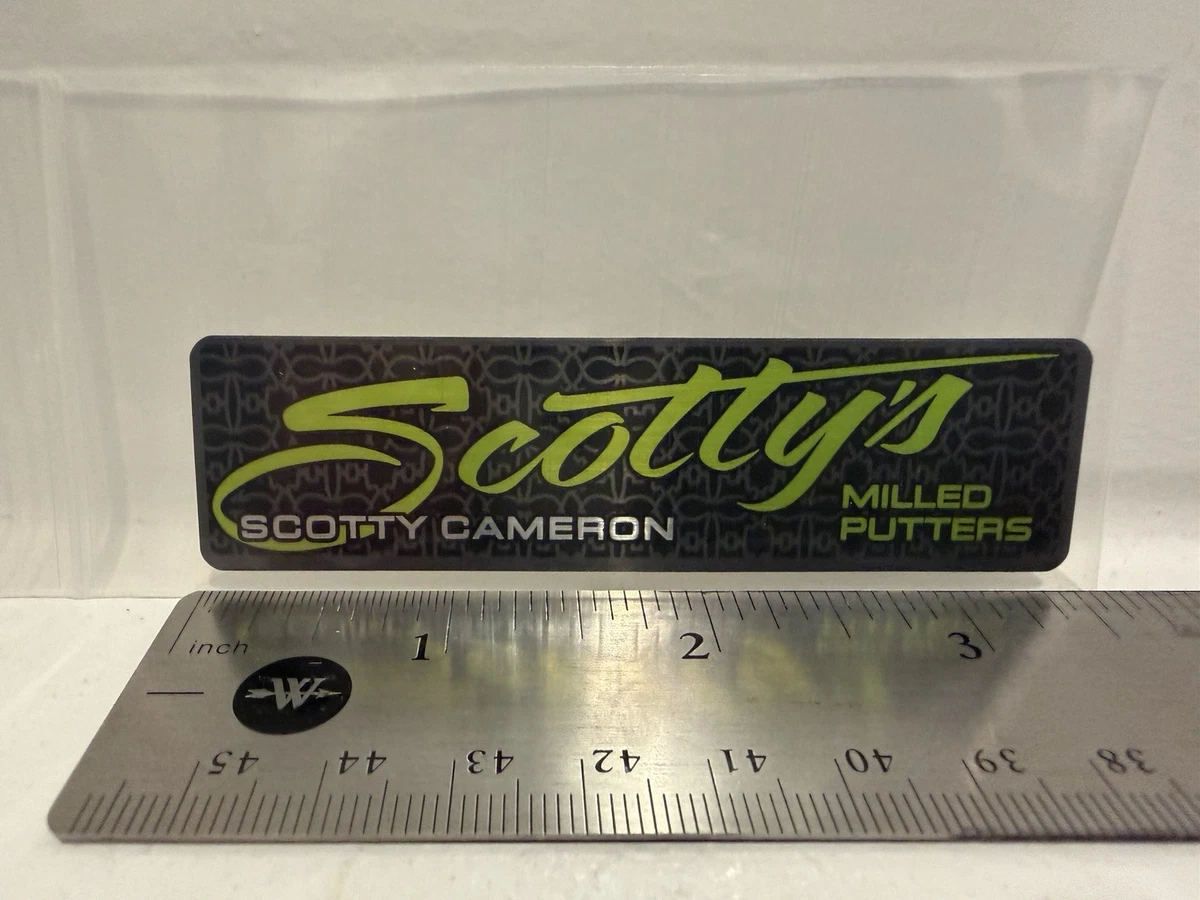 Scotty's
SCOTTY CAMERON
MILLED
PUTTERS
inch 1 2 3
W
45 44 43 42 41 40 39 38